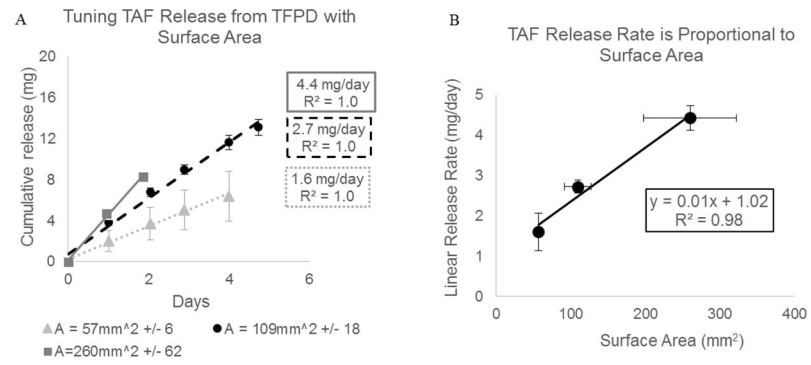 A
Tuning TAF Release from TFPD with
Surface Area
Cumulative release (mg)
20
16
12
8
4
0
4.4 mg/day
R² = 1.0
2.7 mg/day
R² = 1.0
1.6 mg/day
R² = 1.0
0 2 4 6
Days
A = 57mm^2 +/- 6
A = 109mm^2 +/- 18
A=260mm^2 +/- 62
B
TAF Release Rate is Proportional to
Surface Area
Linear Release Rate (mg/day)
5
4
3
2
1
0
y = 0.01x + 1.02
R² = 0.98
0 100 200 300 400
Surface Area (mm²)